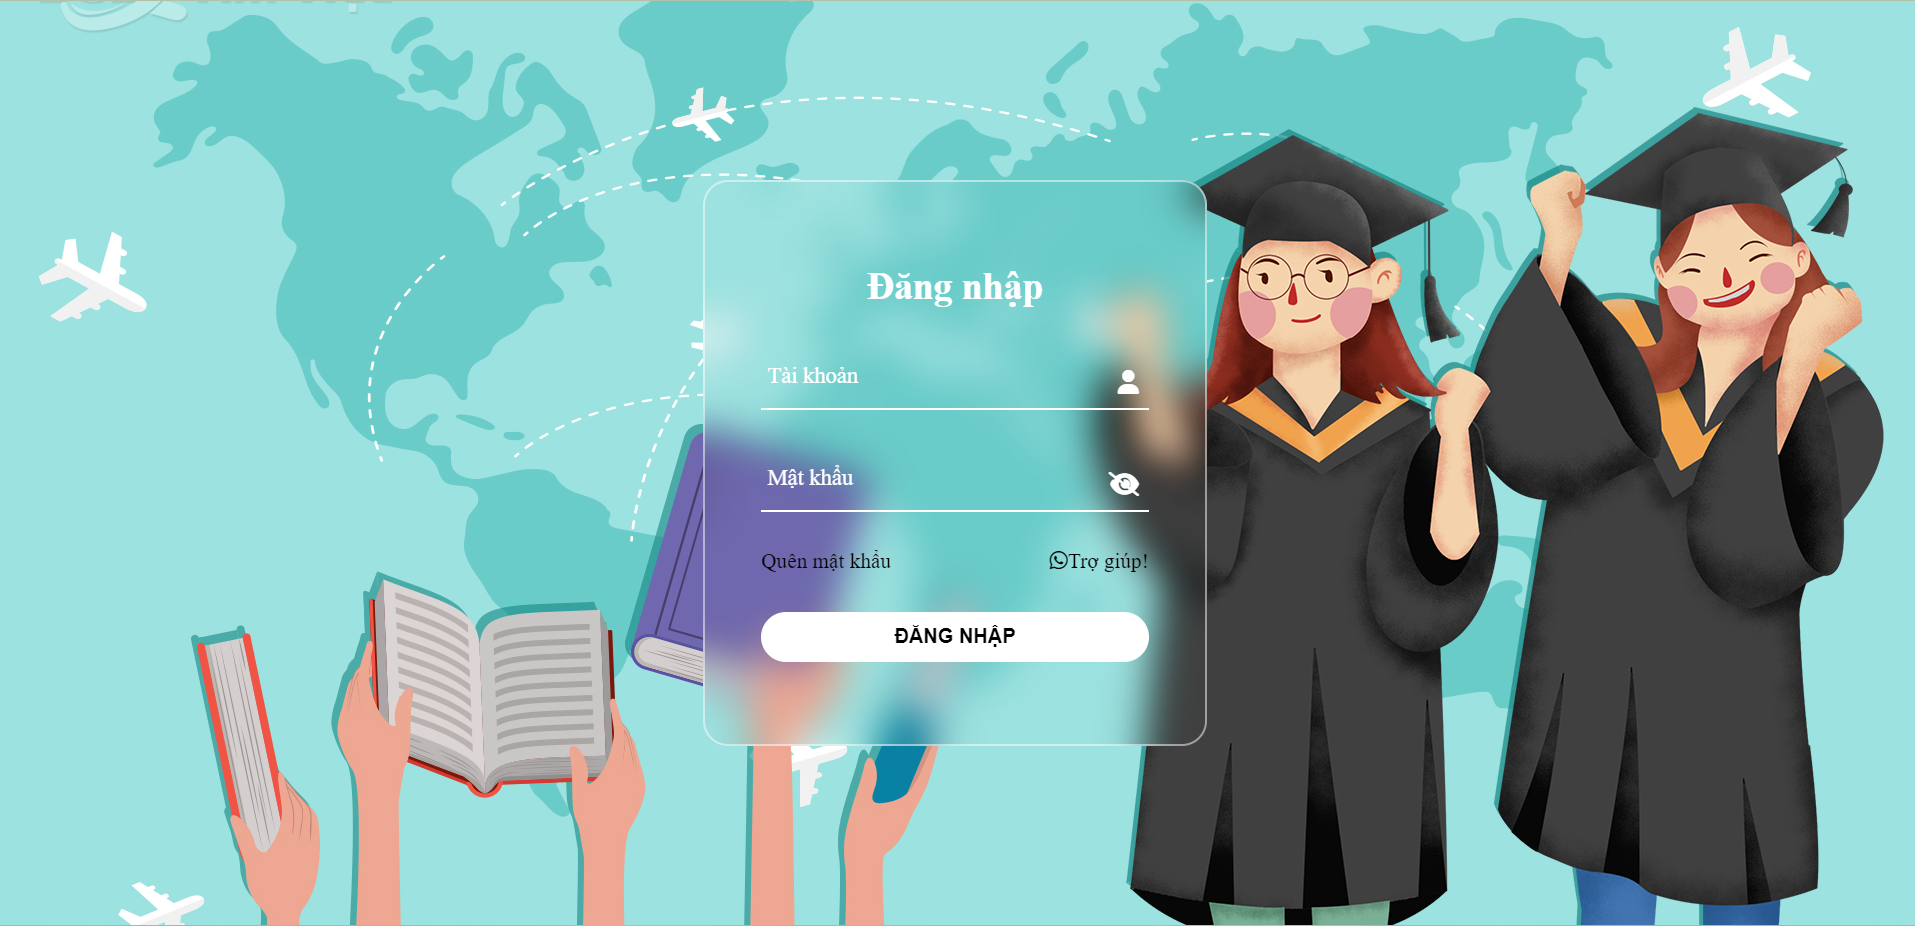 Đăng nhập
Tài khoản
Mật khẩu
Quên mật khẩu
Trợ giúp!
ĐĂNG NHẬP